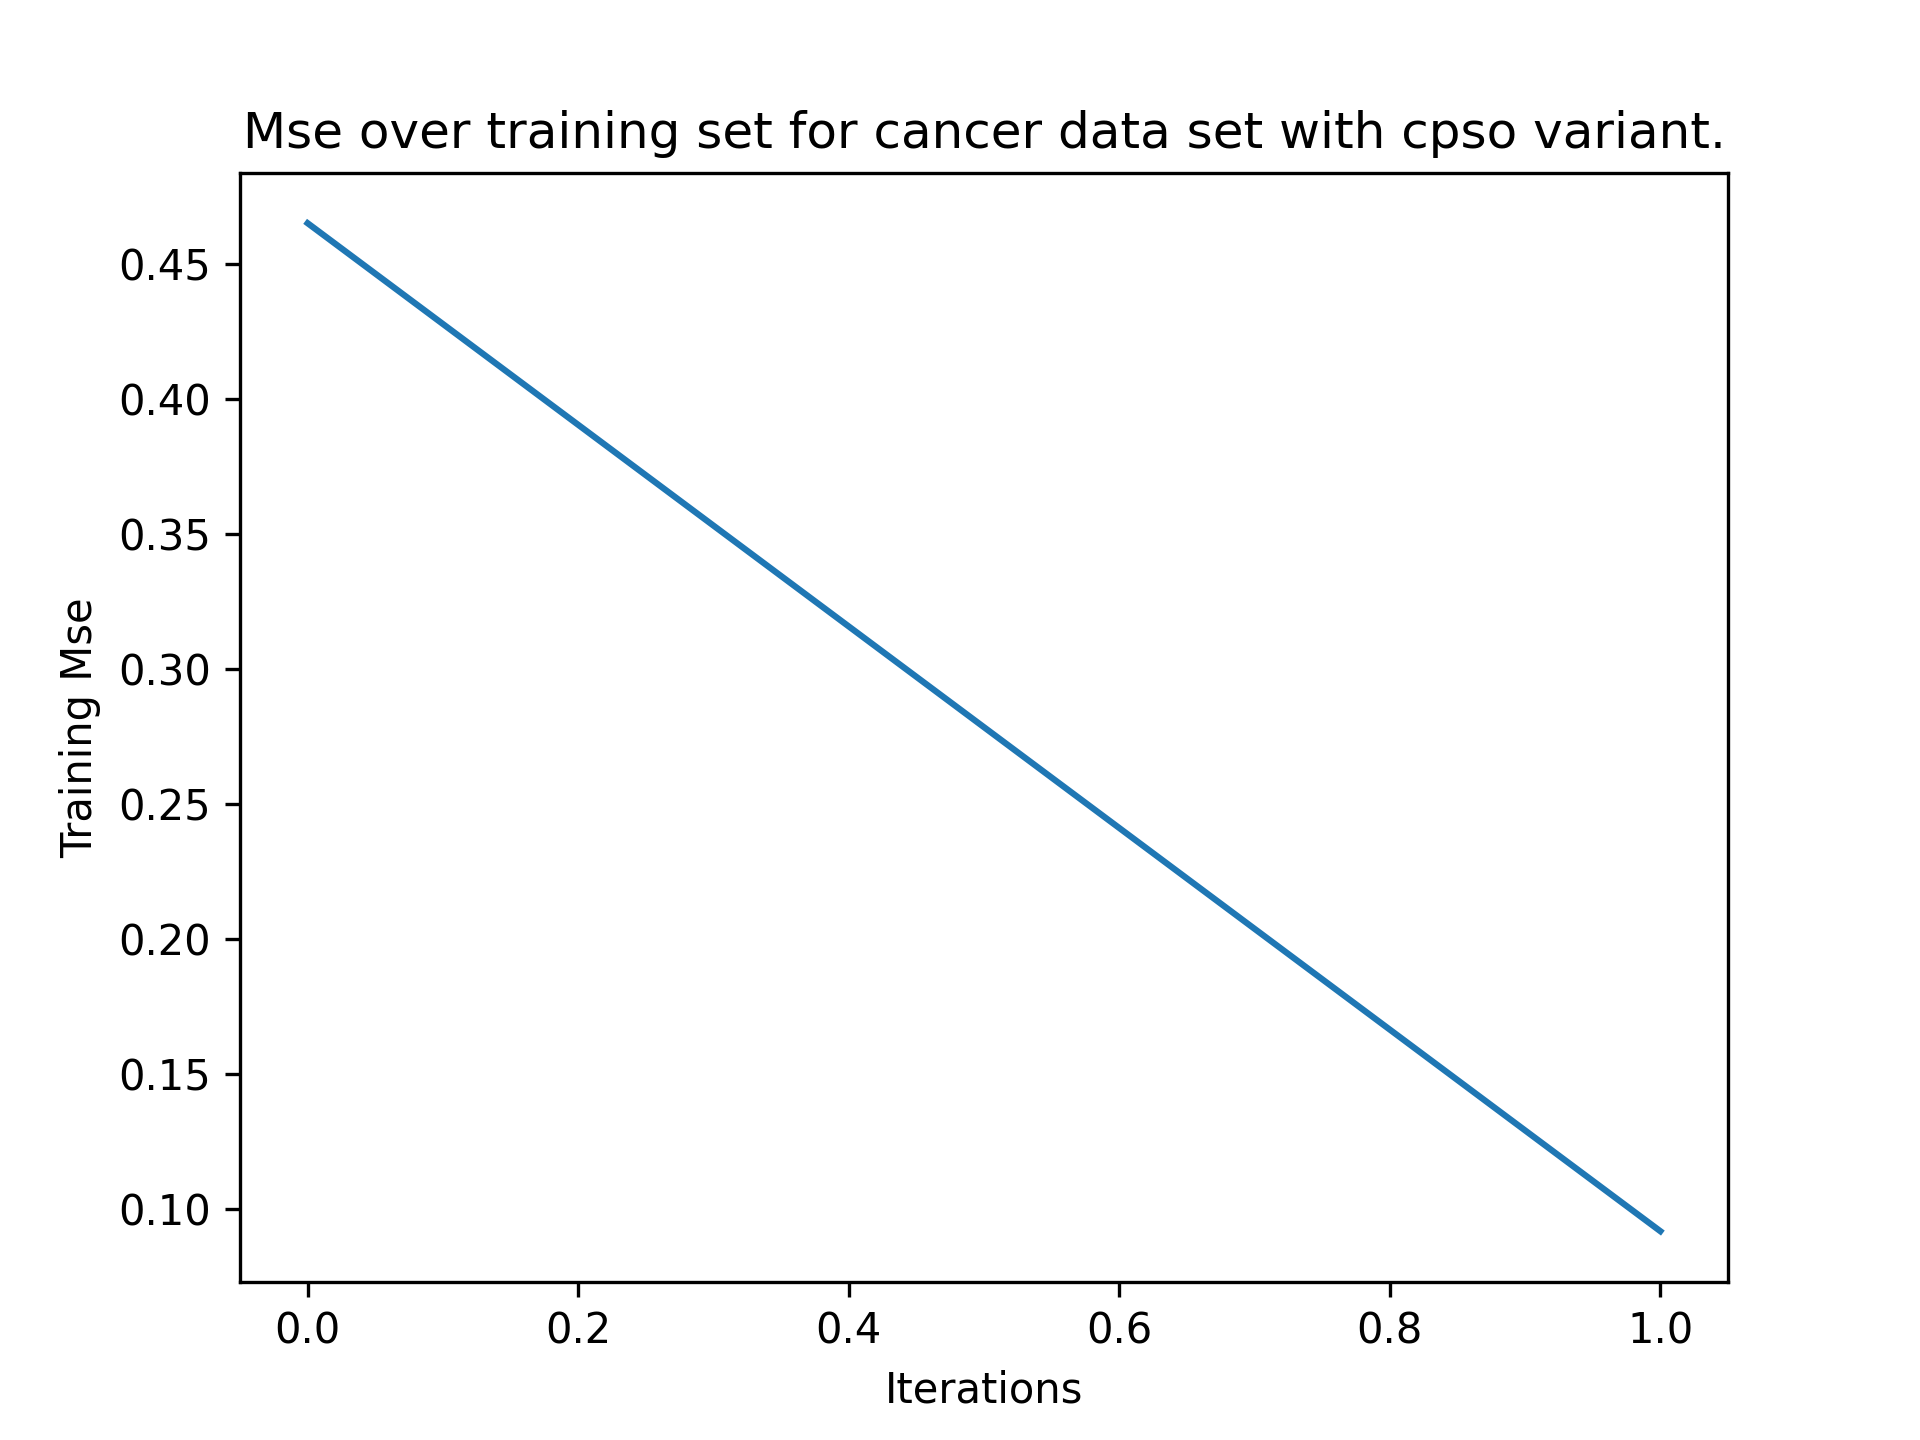 Mse over training set for cancer data set with cpso variant.
0.45
0.40
0.35
0.30
0.25
0.20
0.15
0.10
Training Mse
0.0 0.2 0.4 0.6 0.8 1.0
Iterations